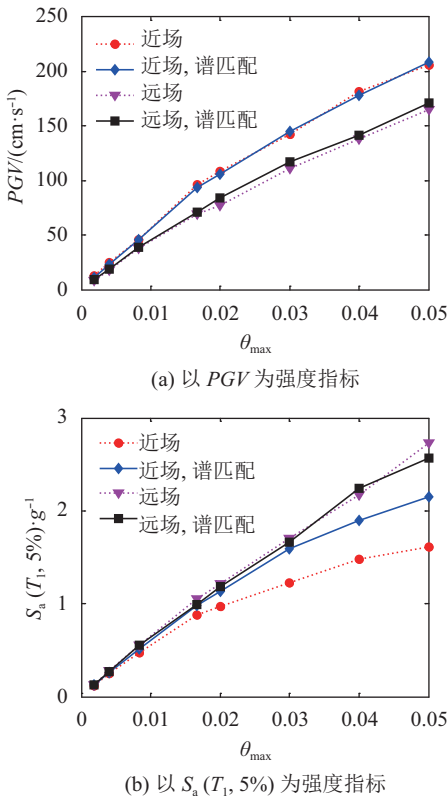 250
200
150
100
50
0
PGV/(cm·s⁻¹)
近场
近场, 谱匹配
远场
远场, 谱匹配
0 0.01 0.02 0.03 0.04 0.05
θmax
(a) 以 PGV 为强度指标
3
2
1
0
Sa (T1, 5%)·g⁻¹
近场
近场, 谱匹配
远场
远场, 谱匹配
0 0.01 0.02 0.03 0.04 0.05
θmax
(b) 以 Sa (T1, 5%) 为强度指标